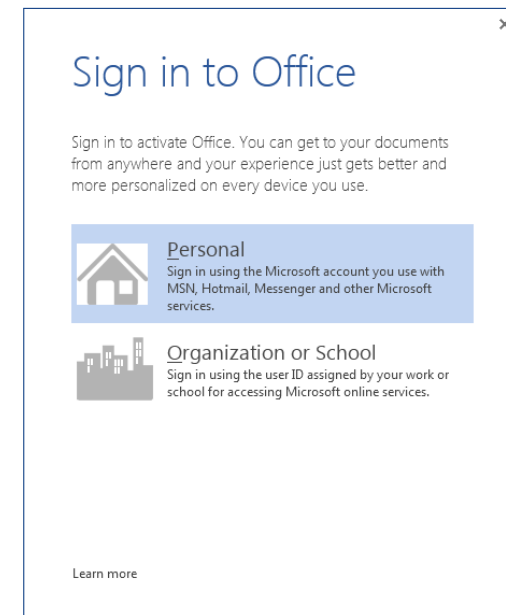 Sign in to Office
Sign in to activate Office. You can get to your documents
from anywhere and your experience just gets better and
more personalized on every device you use.
Personal
Sign in using the Microsoft account you use with
MSN, Hotmail, Messenger and other Microsoft
services.
Organization or School
Sign in using the user ID assigned by your work or
school for accessing Microsoft online services.
Learn more